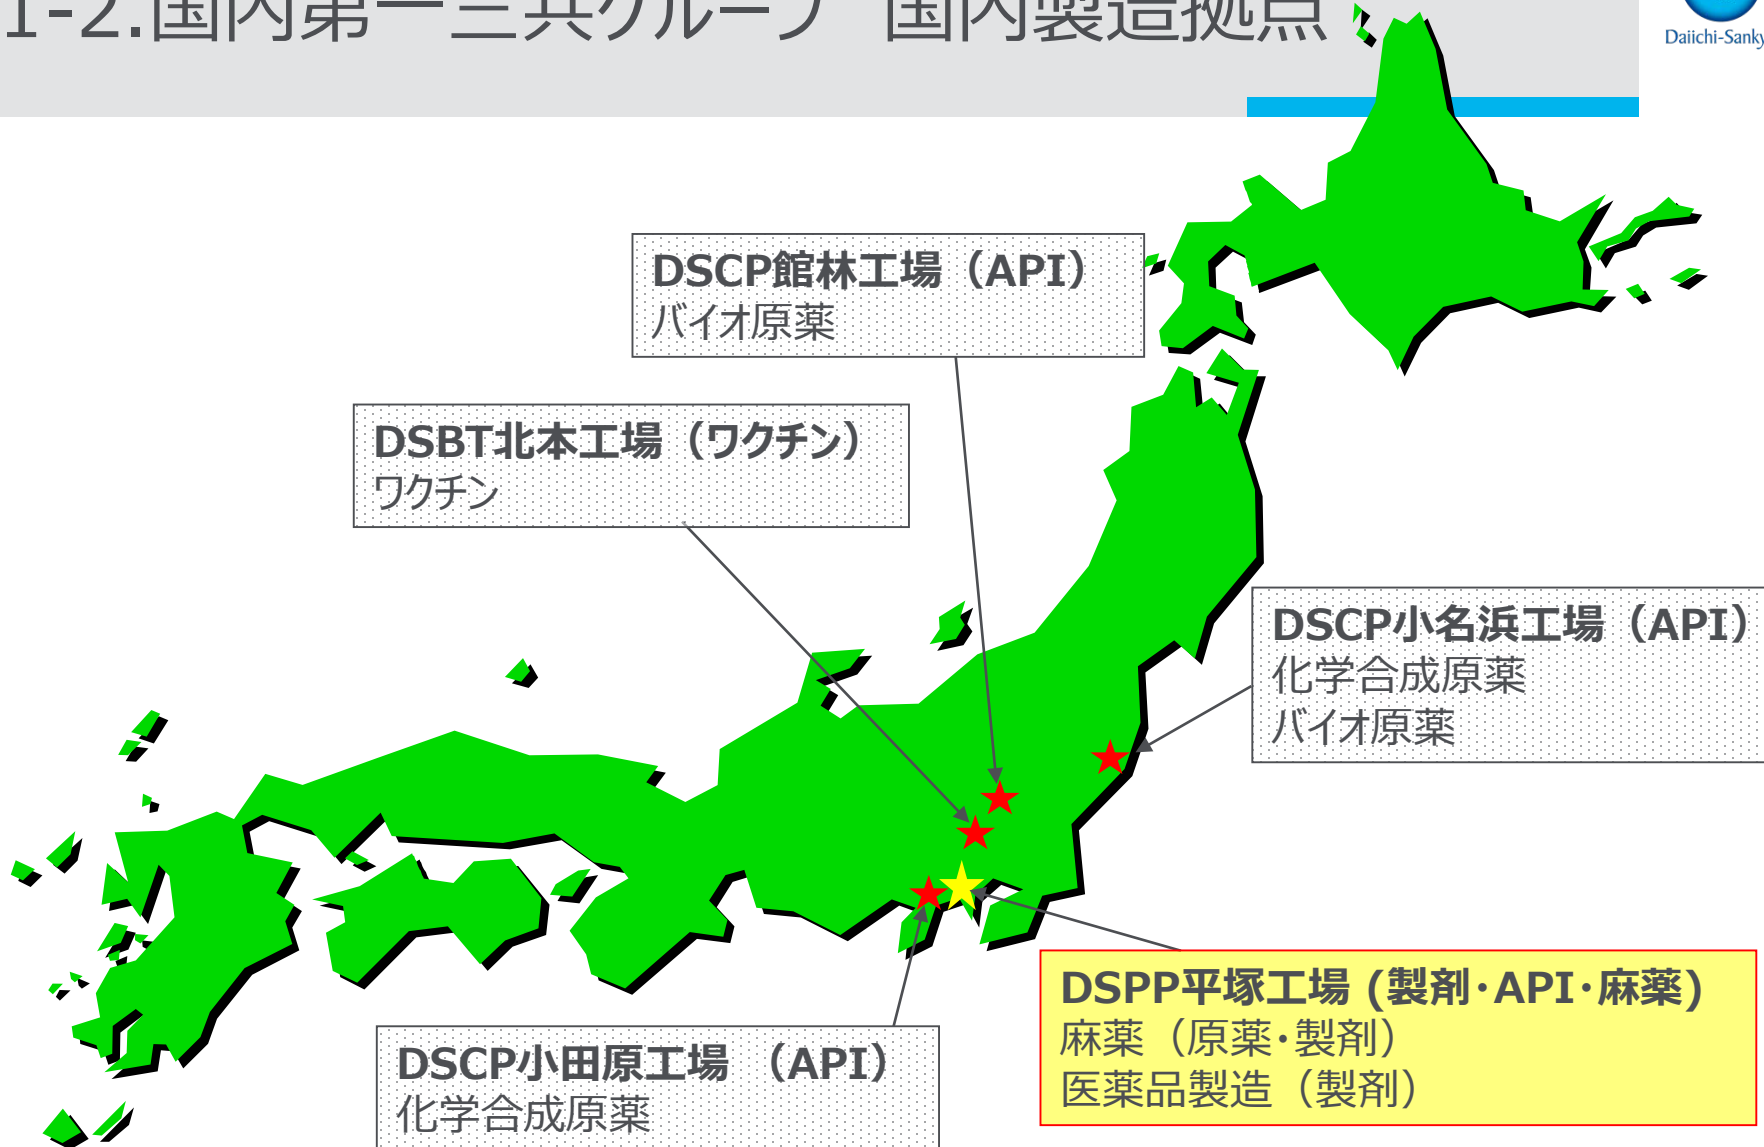 1-2.国内第一三共グループ 国内製造拠点
Daiichi-Sanky
DSCP館林工場（API）
バイオ原薬
DSBT北本工場（ワクチン）
ワクチン
DSCP小名浜工場（API）
化学合成原薬
バイオ原薬
DSPP平塚工場 (製剤･API･麻薬)
麻薬（原薬･製剤）
医薬品製造（製剤）
DSCP小田原工場 （API）
化学合成原薬